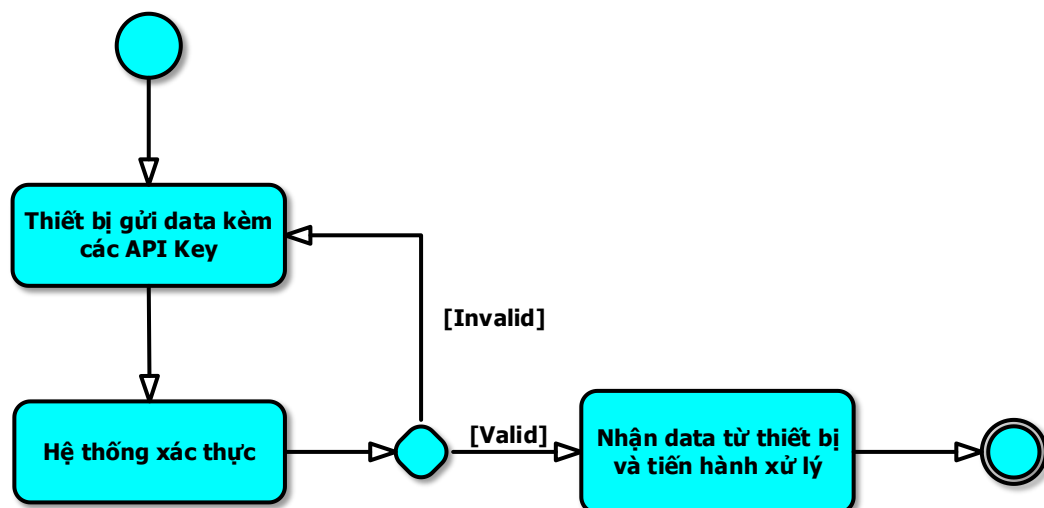 Thiết bị gửi data kèm
các API Key
[Invalid]
Hệ thống xác thực
[Valid]
Nhận data từ thiết bị
và tiến hành xử lý